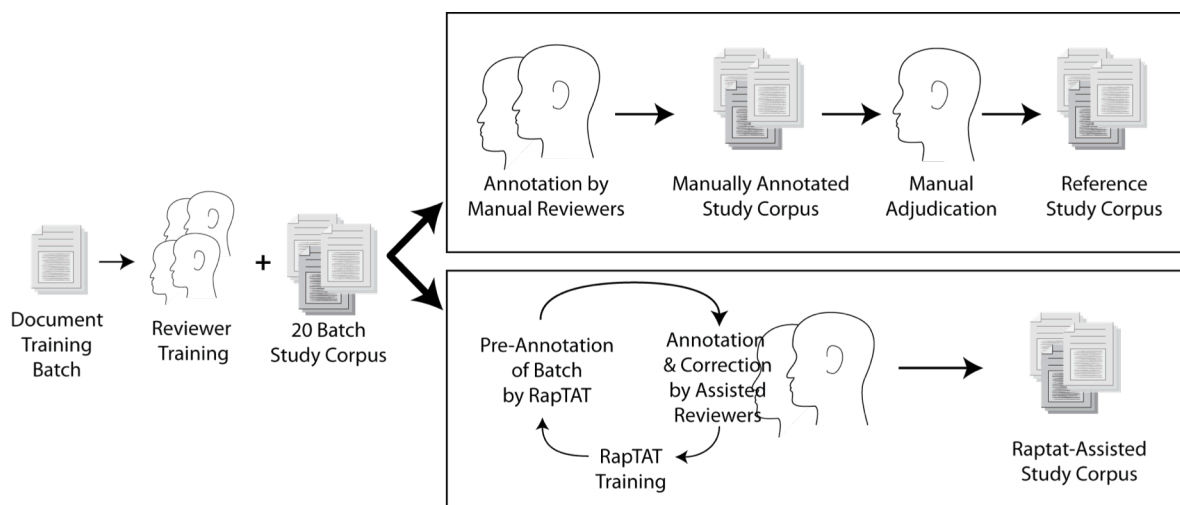 Document
Training
Batch
Reviewer
Training
+
20 Batch
Study Corpus
Annotation by
Manual Reviewers
Manually Annotated
Study Corpus
Manual
Adjudication
Reference
Study Corpus
Pre-Annotation
of Batch
by RapTAT
Annotation
& Correction
by Assisted
Reviewers
RapTAT
Training
Raptat-Assisted
Study Corpus